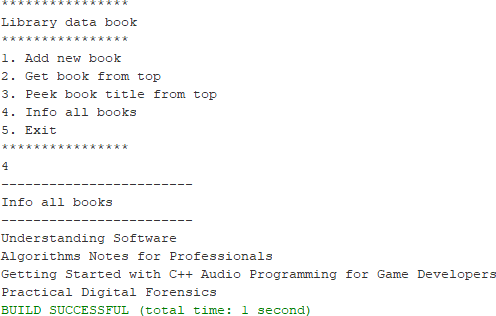 ****************
Library data book
****************
1. Add new book
2. Get book from top
3. Peek book title from top
4. Info all books
5. Exit
****************
4
------------------------
Info all books
------------------------
Understanding Software
Algorithms Notes for Professionals
Getting Started with C++ Audio Programming for Game Developers
Practical Digital Forensics
BUILD SUCCESSFUL (total time: 1 second)